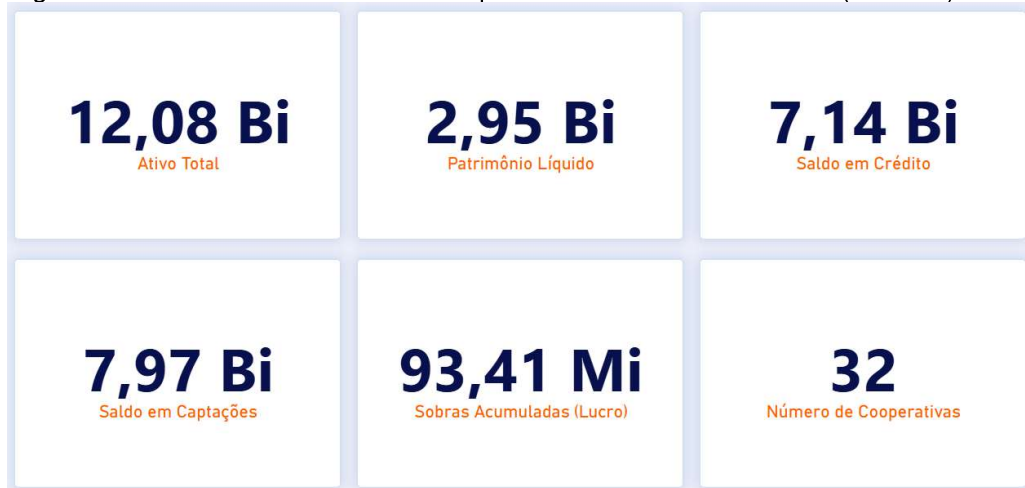 12,08 Bi
Ativo Total
2,95 Bi
Patrimônio Líquido
7,14 Bi
Saldo em Crédito
7,97 Bi
Saldo em Captações
93,41 Mi
Sobras Acumuladas (Lucro)
32
Número de Cooperativas